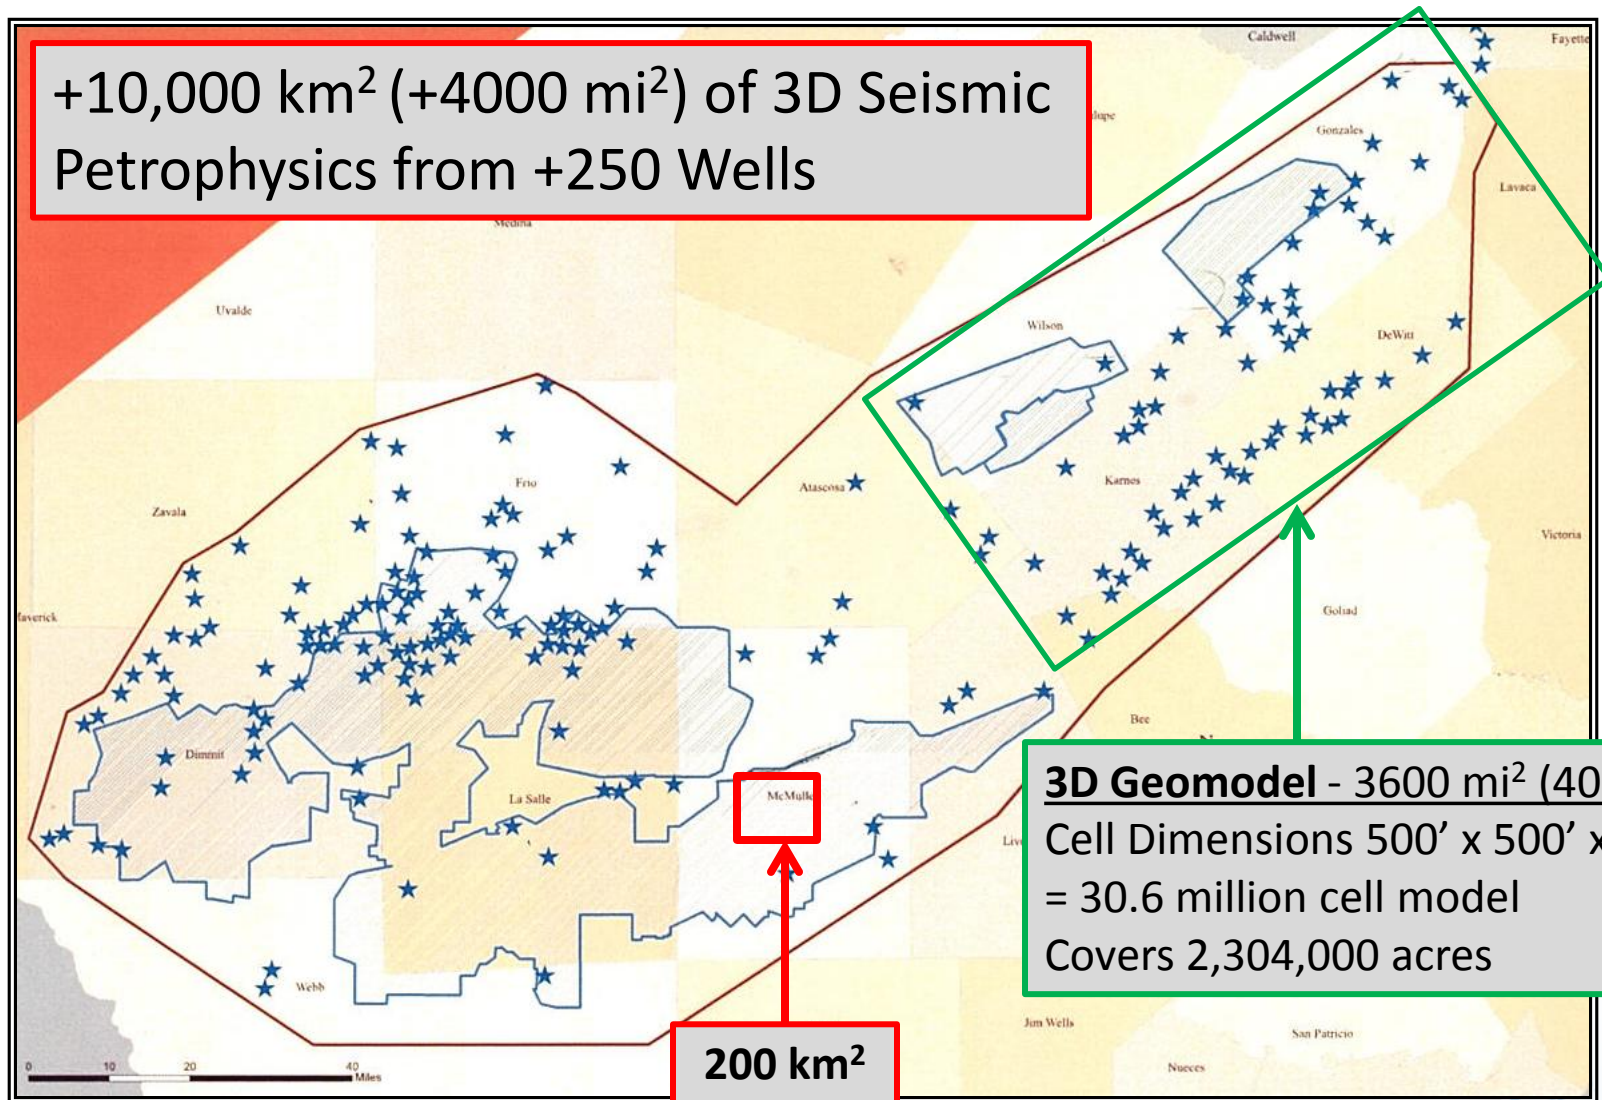 +10,000 km² (+4000 mi²) of 3D Seismic
Petrophysics from +250 Wells
Caldwell
Fayette
Gonzales
Lavaca
Medina
Uvalde
Wilson
DeWitt
Frio
Atascosa
Karnes
Zavala
Victoria
Goliad
Bee
Dimmit
La Salle
3D Geomodel - 3600 mi² (40
Cell Dimensions 500’ x 500’ x
= 30.6 million cell model
Covers 2,304,000 acres
Webb
Jim Wells
San Patricio
Nueces
200 km²
0 10 20 40
Miles